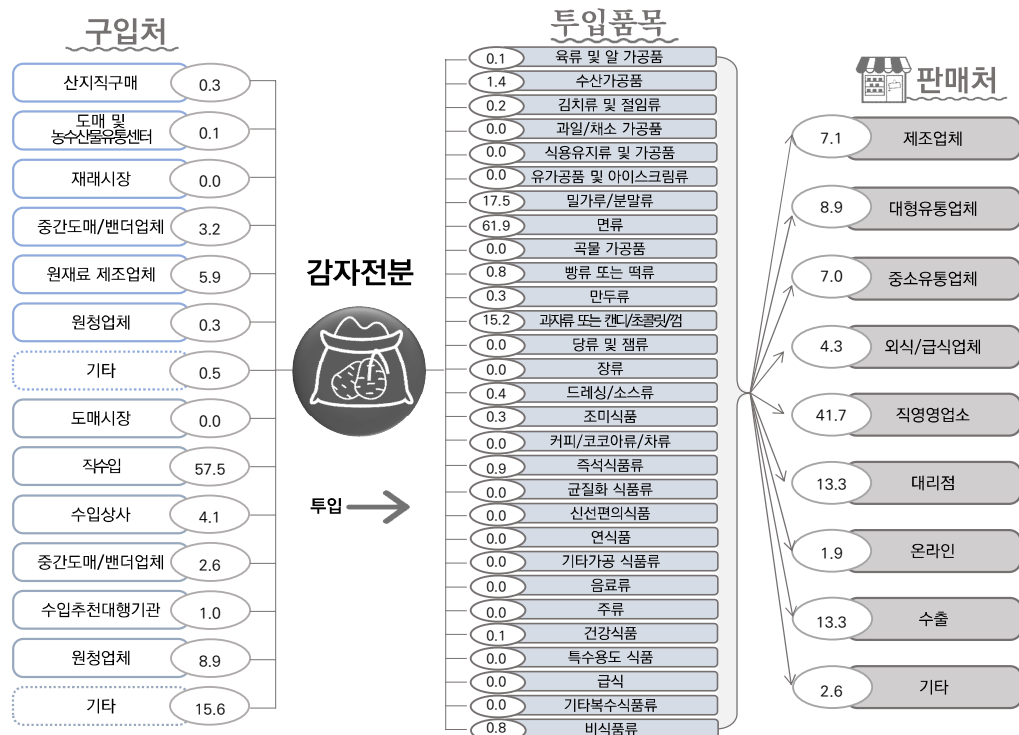 구입처
산지직구매
0.3
도매 및
농수산물유통센터
0.1
재래시장
0.0
중간도매/밴더업체
3.2
원재료 제조업체
5.9
원청업체
0.3
기타
0.5
도매시장
0.0
직수입
57.5
수입상사
4.1
중간도매/밴더업체
2.6
수입추천대행기관
1.0
원청업체
8.9
기타
15.6
감자전분
투입
투입품목
0.1 육류 및 알 가공품
1.4 수산가공품
0.2 김치류 및 절임류
0.0 과일/채소 가공품
0.0 식용유지류 및 가공품
0.0 유가공품 및 아이스크림류
17.5 밀가루/분말류
61.9 면류
0.0 곡물 가공품
0.8 빵류 또는 떡류
0.3 만두류
15.2 과자류 또는 캔디/초콜릿/껌
0.0 당류 및 잼류
0.0 장류
0.4 드레싱/소스류
0.3 조미식품
0.0 커피/코코아류/차류
0.9 즉석식품류
0.0 균질화 식품류
0.0 신선편의식품
0.0 연식품
0.0 기타가공 식품류
0.0 음료류
0.0 주류
0.1 건강식품
0.0 특수용도 식품
0.0 급식
0.0 기타복수식품류
0.8 비식품류
판매처
7.1 제조업체
8.9 대형유통업체
7.0 중소유통업체
4.3 외식/급식업체
41.7 직영영업소
13.3 대리점
1.9 온라인
13.3 수출
2.6 기타